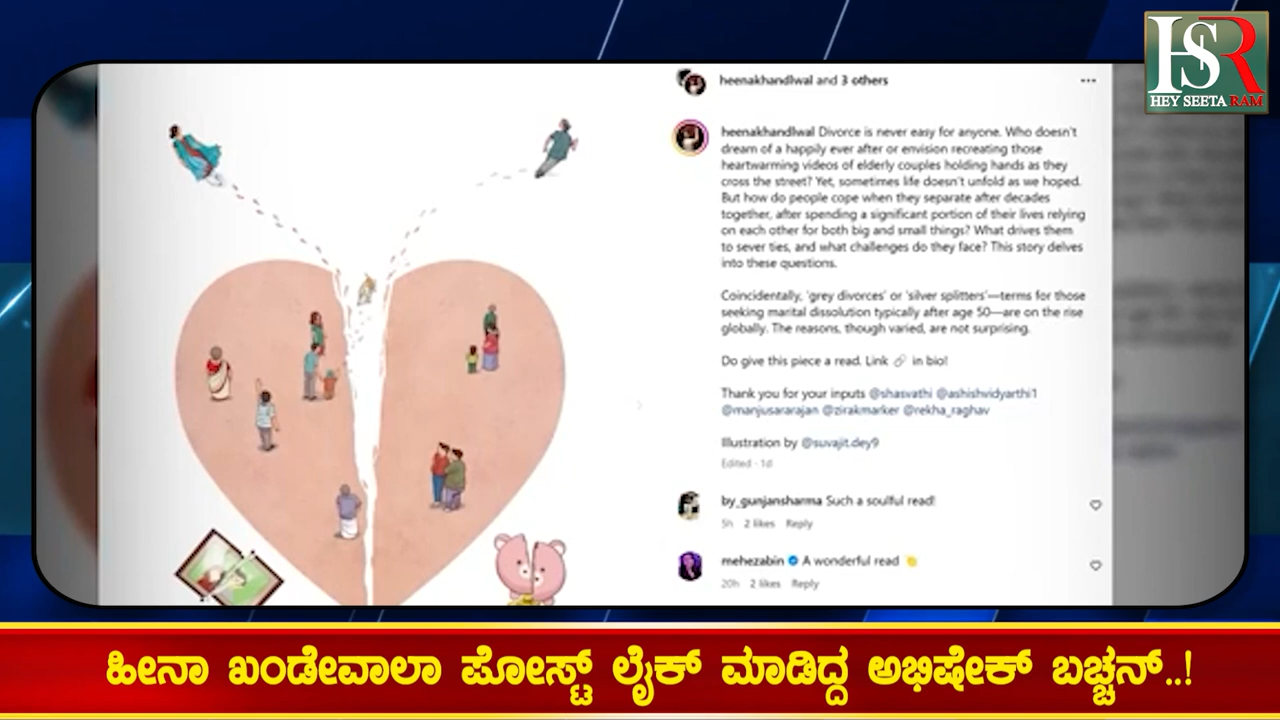 HSR
HEY SEETA RAM
heenakhandlwal and 3 others
heenakhandlwal Divorce is never easy for anyone. Who doesn't
dream of a happily ever after or envision recreating those
heartwarming videos of elderly couples holding hands as they
cross the street? Yet, sometimes life doesn't unfold as we hoped.
But how do people cope when they separate after decades
together, after spending a significant portion of their lives relying
on each other for both big and small things? What drives them
to sever ties, and what challenges do they face? This story delves
into these questions.
Coincidentally, 'grey divorces' or 'silver splitters'—terms for those
seeking marital dissolution typically after age 50—are on the rise
globally. The reasons, though varied, are not surprising.
Do give this piece a read. Link 🔗 in bio!
Thank you for your inputs @shasvathi @ashishvidyarthi1
@manjusararajan @zirakmarker @rekha_raghav
Illustration by @suvajit.dey9
Edited · 1d
by_gunjansharma Such a soulful read!
5h 2 likes Reply
mehezabin A wonderful read 👏
20h 2 likes Reply
ಹೀನಾ ಖಂಡೇವಾಲಾ ಪೋಸ್ಟ್ ಲೈಕ್ ಮಾಡಿದ್ದ ಅಭಿಷೇಕ್ ಬಚ್ಚನ್..!